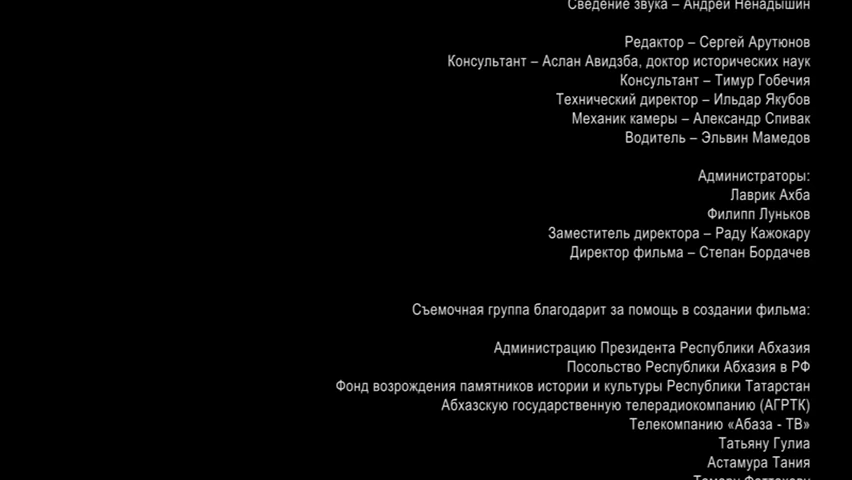 Сведение звука – Андрей Ненадышин
Редактор – Сергей Арутюнов
Консультант – Аслан Авидзба, доктор исторических наук
Консультант – Тимур Гобечия
Технический директор – Ильдар Якубов
Механик камеры – Александр Спивак
Водитель – Эльвин Мамедов
Администраторы:
Лаврик Ахба
Филипп Луньков
Заместитель директора – Раду Кажокару
Директор фильма – Степан Бордачев
Съемочная группа благодарит за помощь в создании фильма:
Администрацию Президента Республики Абхазия
Посольство Республики Абхазия в РФ
Фонд возрождения памятников истории и культуры Республики Татарстан
Абхазскую государственную телерадиокомпанию (АГРТК)
Телекомпанию «Абаза - ТВ»
Татьяну Гулиа
Астамура Тания